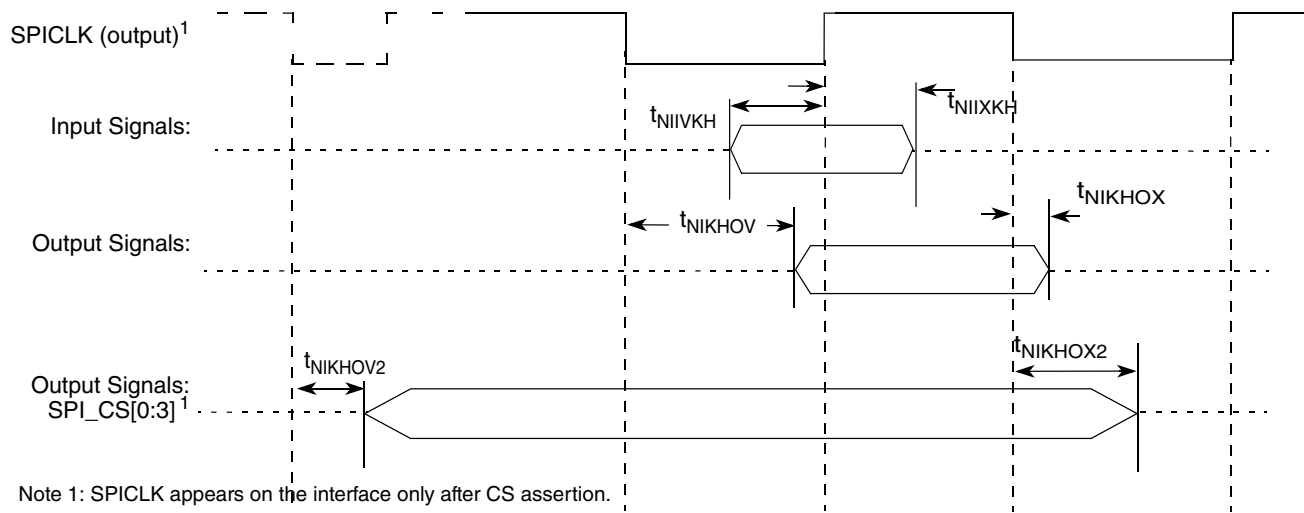 SPICLK (output)1
Input Signals:
tNIIVKH
tNIIXKH
Output Signals:
tNIKHOV
tNIKHOX
Output Signals:
SPI_CS[0:3] 1
tNIKHOV2
tNIKHOX2
Note 1: SPICLK appears on the interface only after CS assertion.